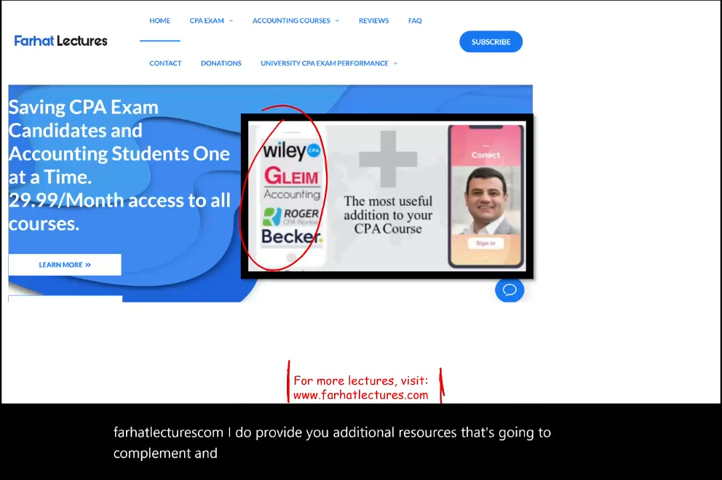 HOME CPA EXAM ACCOUNTING COURSES REVIEWS FAQ
Farhat Lectures
SUBSCRIBE
CONTACT DONATIONS UNIVERSITY CPA EXAM PERFORMANCE
Saving CPA Exam
Candidates and
Accounting Students One
at a Time.
29.99/Month access to all
courses.
LEARN MORE »
wiley CPA
GLEIM
Accounting
ROGER
CPA Review
Becker.
The most useful
addition to your
CPA Course
Conect
Sign in
For more lectures, visit:
www.farhatlectures.com
farhatlecturescom I do provide you additional resources that's going to
complement and